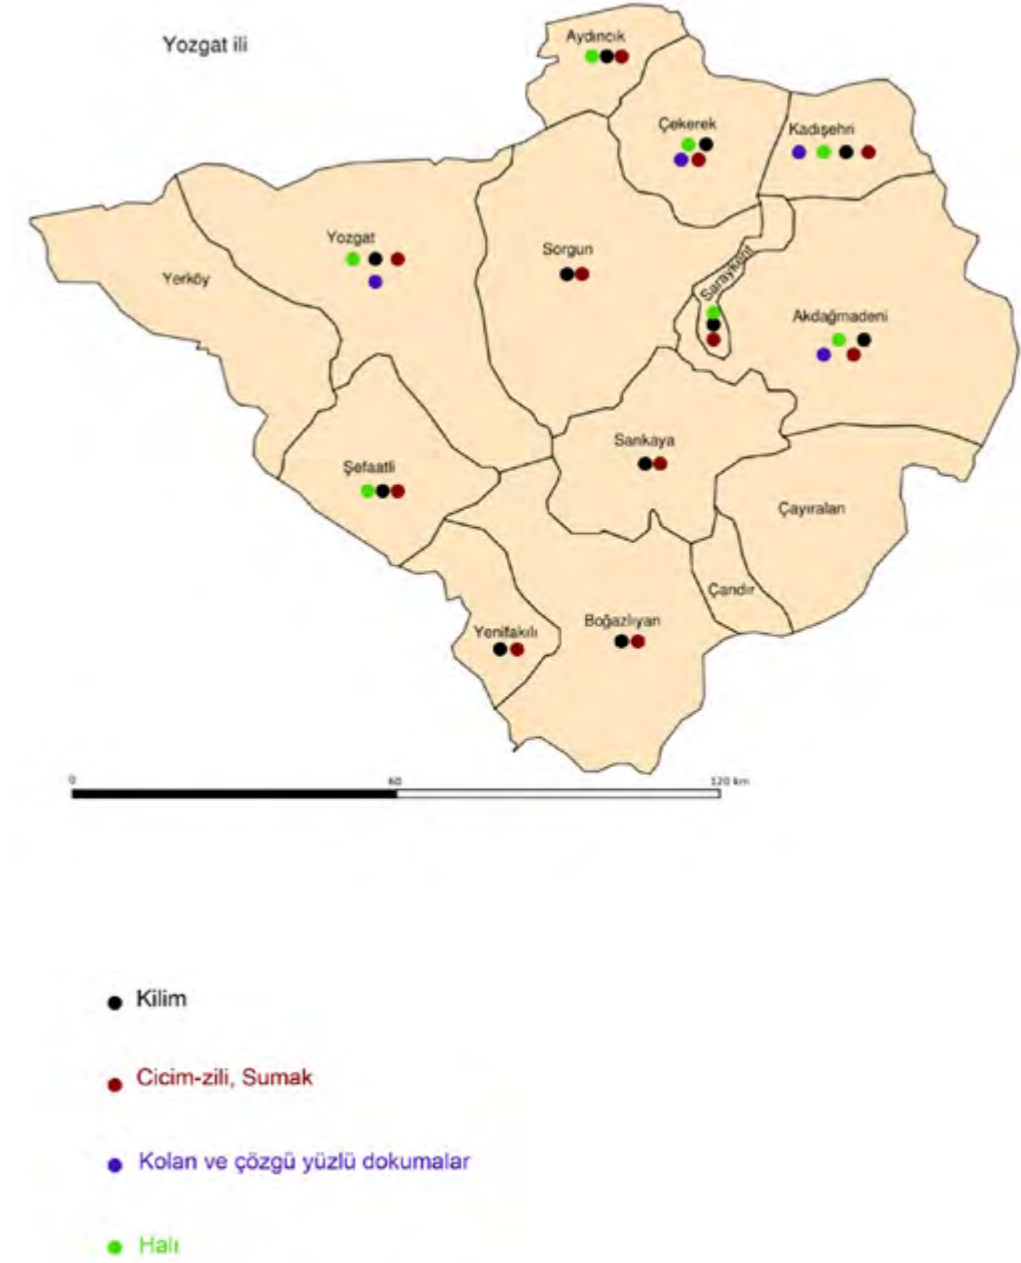 Yozgat ili
Aydıncık
Çekerek
Kadışehri
Yozgat
Sorgun
Yerköy
Saraykent
Akdağmadeni
Sarıkaya
Şefaatli
Çayıralan
Çandır
Boğazlıyan
Yenifakılı
0 60 120 km
Kilim
Cicim-zili, Sumak
Kolan ve çözgü yüzlü dokumalar
Halı